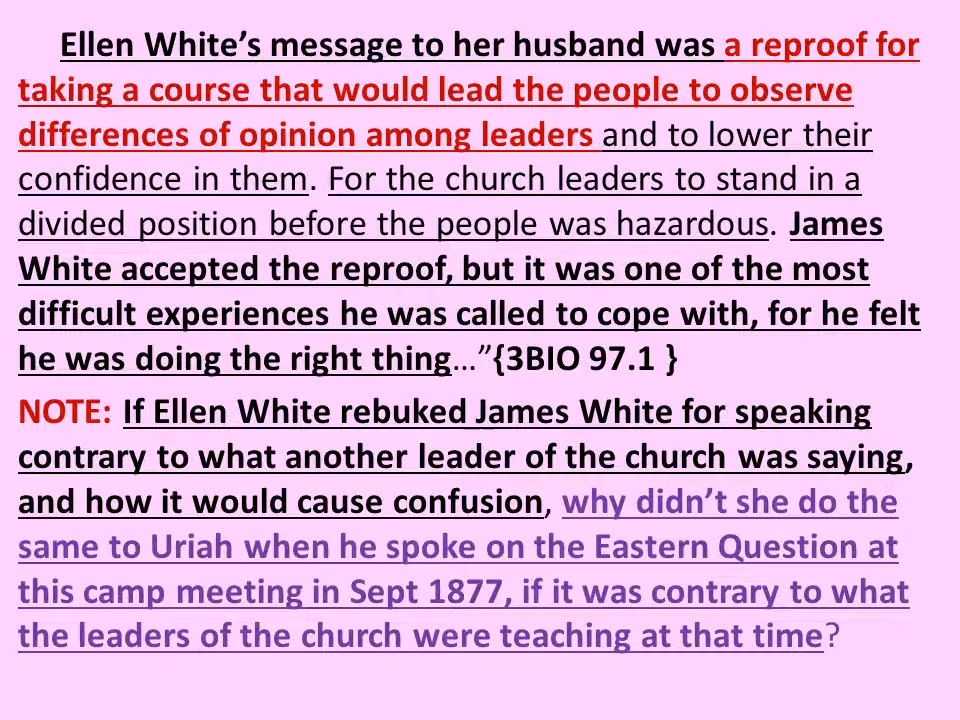 Ellen White’s message to her husband was a reproof for
taking a course that would lead the people to observe
differences of opinion among leaders and to lower their
confidence in them. For the church leaders to stand in a
divided position before the people was hazardous. James
White accepted the reproof, but it was one of the most
difficult experiences he was called to cope with, for he felt
he was doing the right thing…”{3BIO 97.1 }
NOTE: If Ellen White rebuked James White for speaking
contrary to what another leader of the church was saying,
and how it would cause confusion, why didn’t she do the
same to Uriah when he spoke on the Eastern Question at
this camp meeting in Sept 1877, if it was contrary to what
the leaders of the church were teaching at that time?